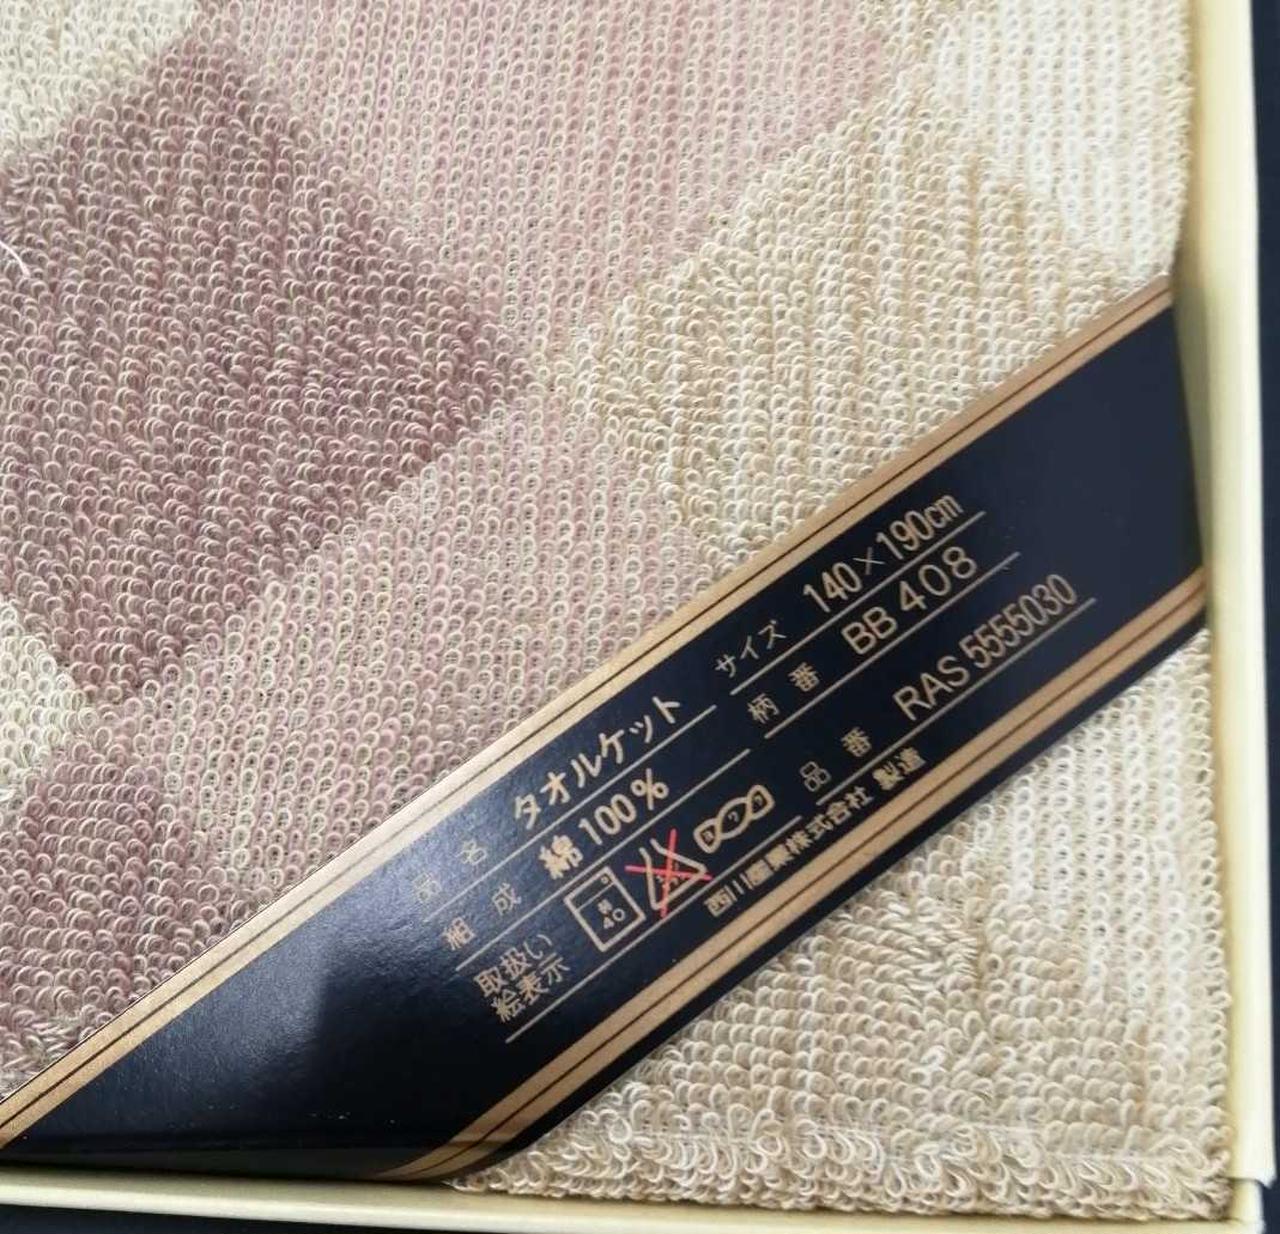 品名 タオルケット サイズ 140×190cm
組成 綿100% 柄番 BB408
取扱い 絵表示 40 品番 RAS5555030
西川産業株式会社 製造